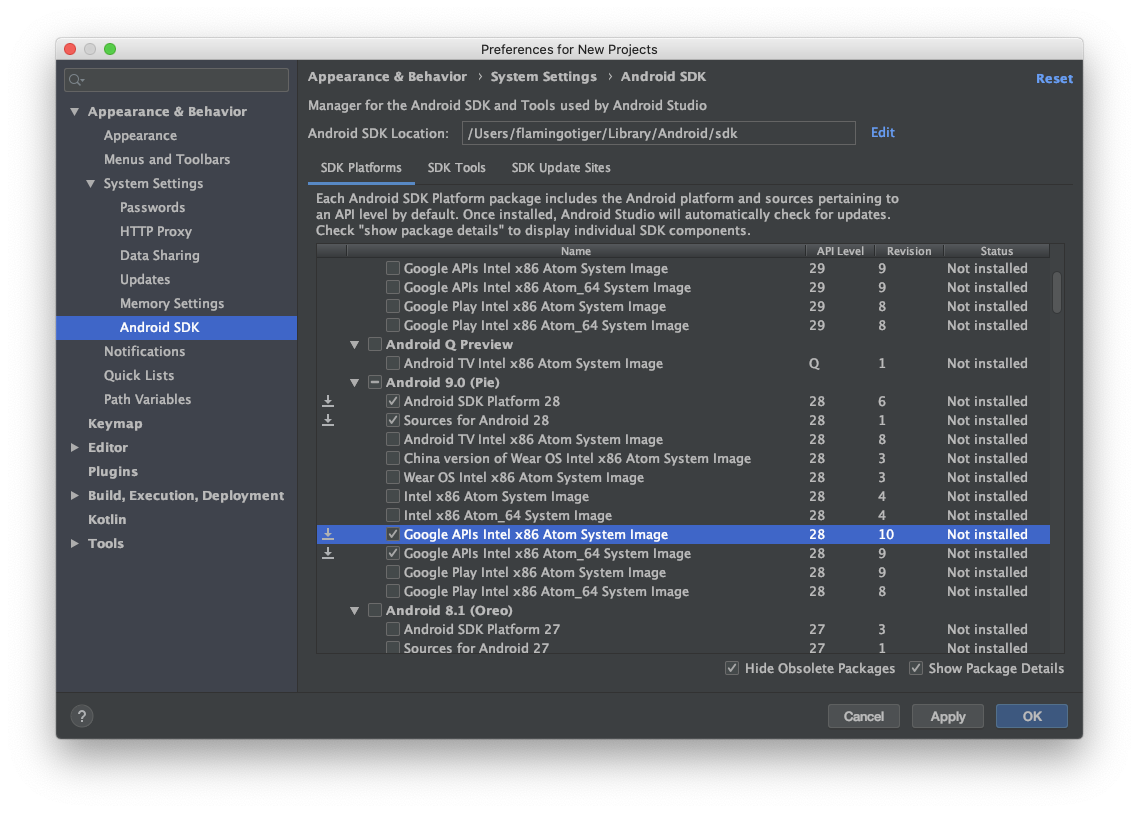 Preferences for New Projects
Appearance & Behavior
Appearance
Menus and Toolbars
System Settings
Passwords
HTTP Proxy
Data Sharing
Updates
Memory Settings
Android SDK
Notifications
Quick Lists
Path Variables
Keymap
Editor
Plugins
Build, Execution, Deployment
Kotlin
Tools
Appearance & Behavior › System Settings › Android SDK
Reset
Manager for the Android SDK and Tools used by Android Studio
Android SDK Location: /Users/flamingotiger/Library/Android/sdk Edit
SDK Platforms SDK Tools SDK Update Sites
Each Android SDK Platform package includes the Android platform and sources pertaining to
an API level by default. Once installed, Android Studio will automatically check for updates.
Check "show package details" to display individual SDK components.
Name API Level Revision Status
Google APIs Intel x86 Atom System Image 29 9 Not installed
Google APIs Intel x86 Atom_64 System Image 29 9 Not installed
Google Play Intel x86 Atom System Image 29 8 Not installed
Google Play Intel x86 Atom_64 System Image 29 8 Not installed
Android Q Preview
Android TV Intel x86 Atom System Image Q 1 Not installed
Android 9.0 (Pie)
Android SDK Platform 28 28 6 Not installed
Sources for Android 28 28 1 Not installed
Android TV Intel x86 Atom System Image 28 8 Not installed
China version of Wear OS Intel x86 Atom System Image 28 3 Not installed
Wear OS Intel x86 Atom System Image 28 3 Not installed
Intel x86 Atom System Image 28 4 Not installed
Intel x86 Atom_64 System Image 28 4 Not installed
Google APIs Intel x86 Atom System Image 28 10 Not installed
Google APIs Intel x86 Atom_64 System Image 28 9 Not installed
Google Play Intel x86 Atom System Image 28 9 Not installed
Google Play Intel x86 Atom_64 System Image 28 8 Not installed
Android 8.1 (Oreo)
Android SDK Platform 27 27 3 Not installed
Sources for Android 27 27 1 Not installed
Hide Obsolete Packages Show Package Details
? Cancel Apply OK